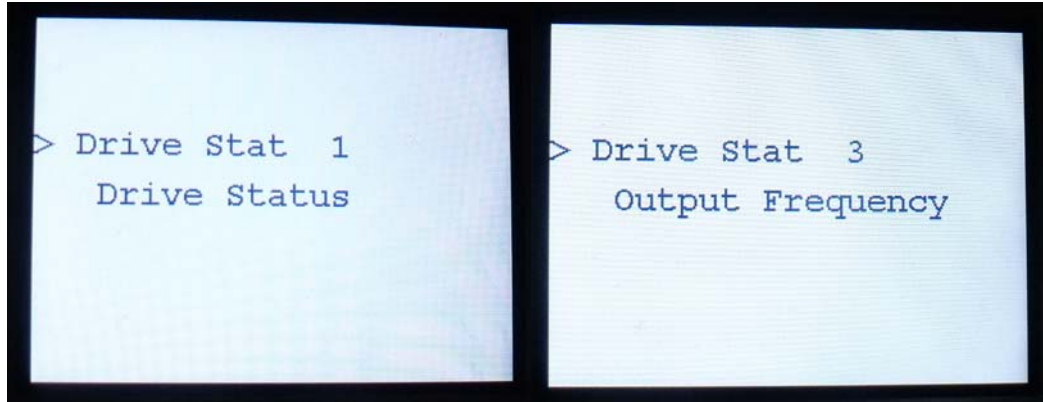 > Drive Stat 1
Drive Status
> Drive Stat 3
Output Frequency